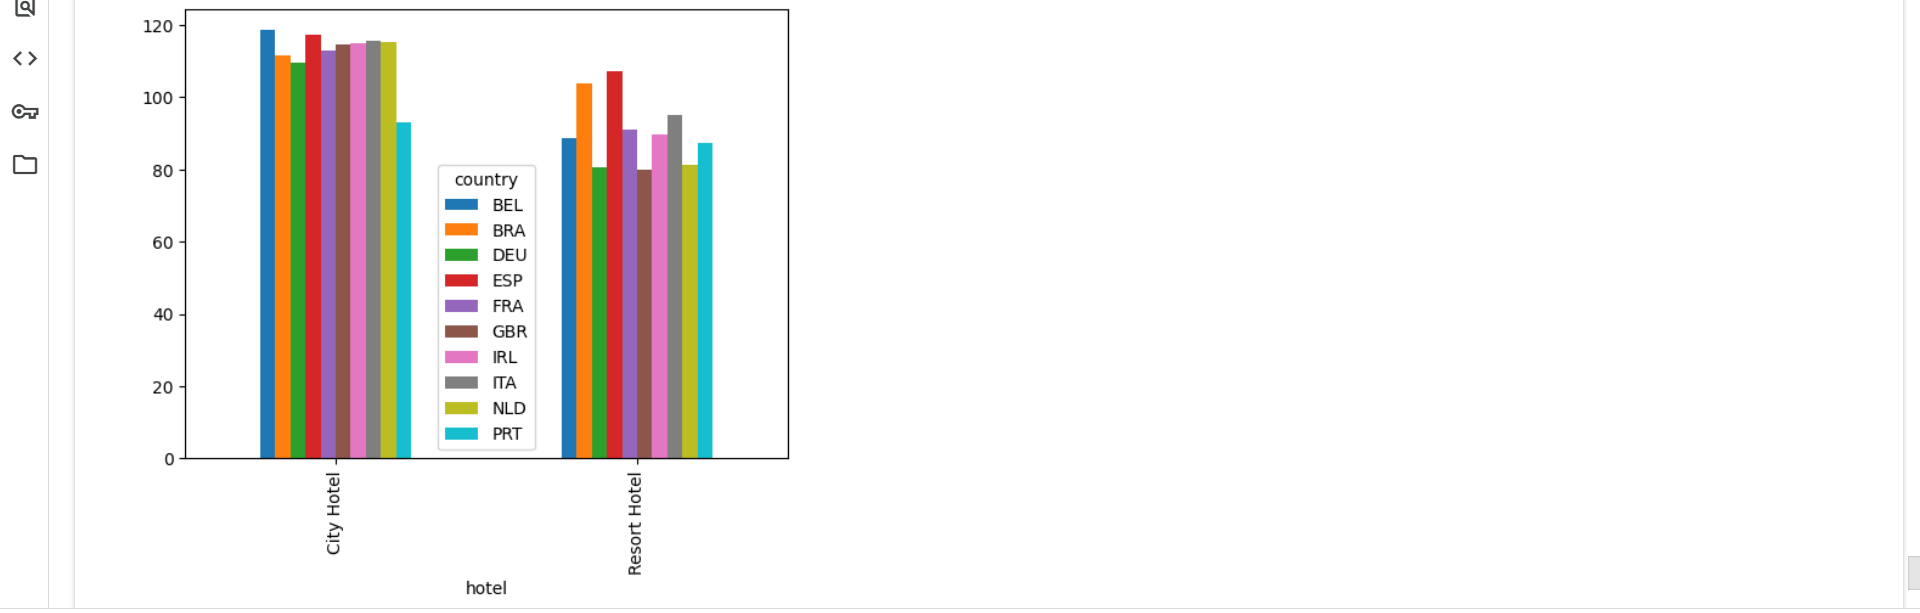 120
100
80
60
40
20
0
country
BEL
BRA
DEU
ESP
FRA
GBR
IRL
ITA
NLD
PRT
City Hotel
Resort Hotel
hotel